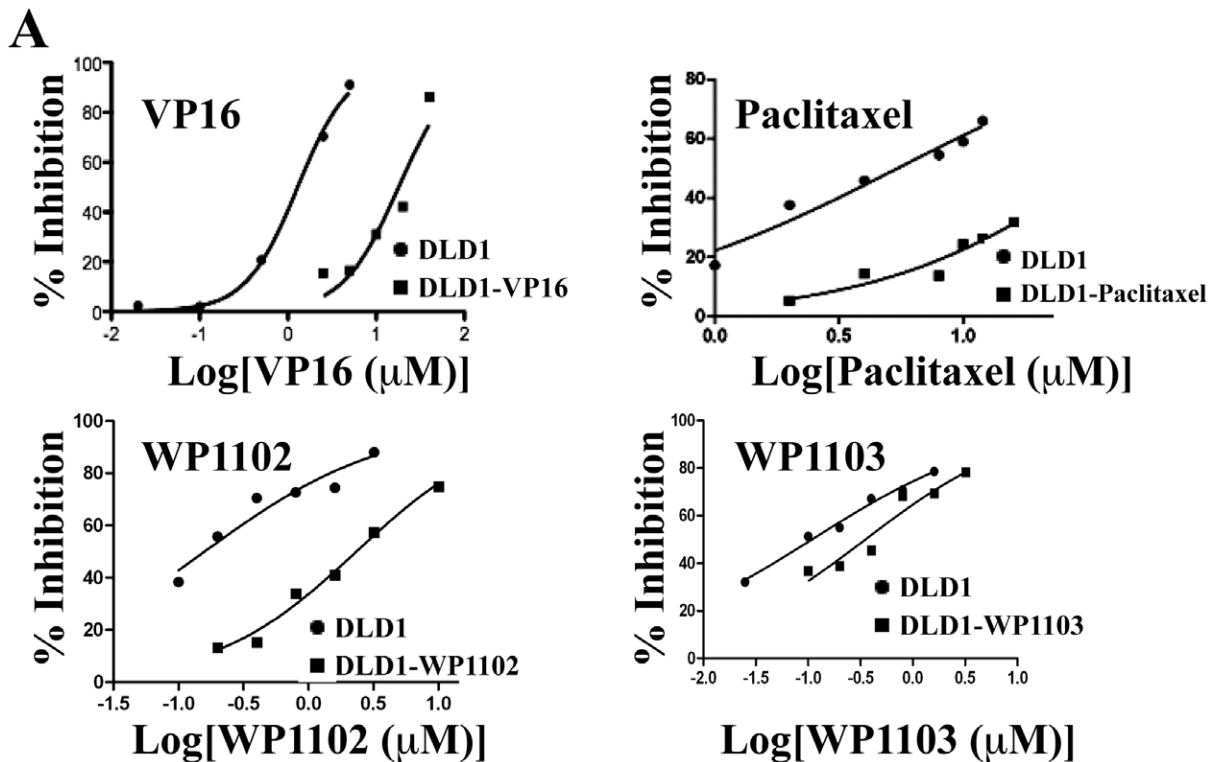 A
VP16
% Inhibition
100
80
60
40
20
0
-2
-1
0
1
2
DLD1
DLD1-VP16
Log[VP16 (μM)]
Paclitaxel
% Inhibition
80
60
40
20
0
0.0
0.5
1.0
DLD1
DLD1-Paclitaxel
Log[Paclitaxel (μM)]
WP1102
% Inhibition
100
80
60
40
20
0
-1.5
-1.0
-0.5
0.0
0.5
1.0
DLD1
DLD1-WP1102
Log[WP1102 (μM)]
WP1103
% Inhibition
100
80
60
40
20
0
-2.0
-1.5
-1.0
-0.5
0.0
0.5
1.0
DLD1
DLD1-WP1103
Log[WP1103 (μM)]